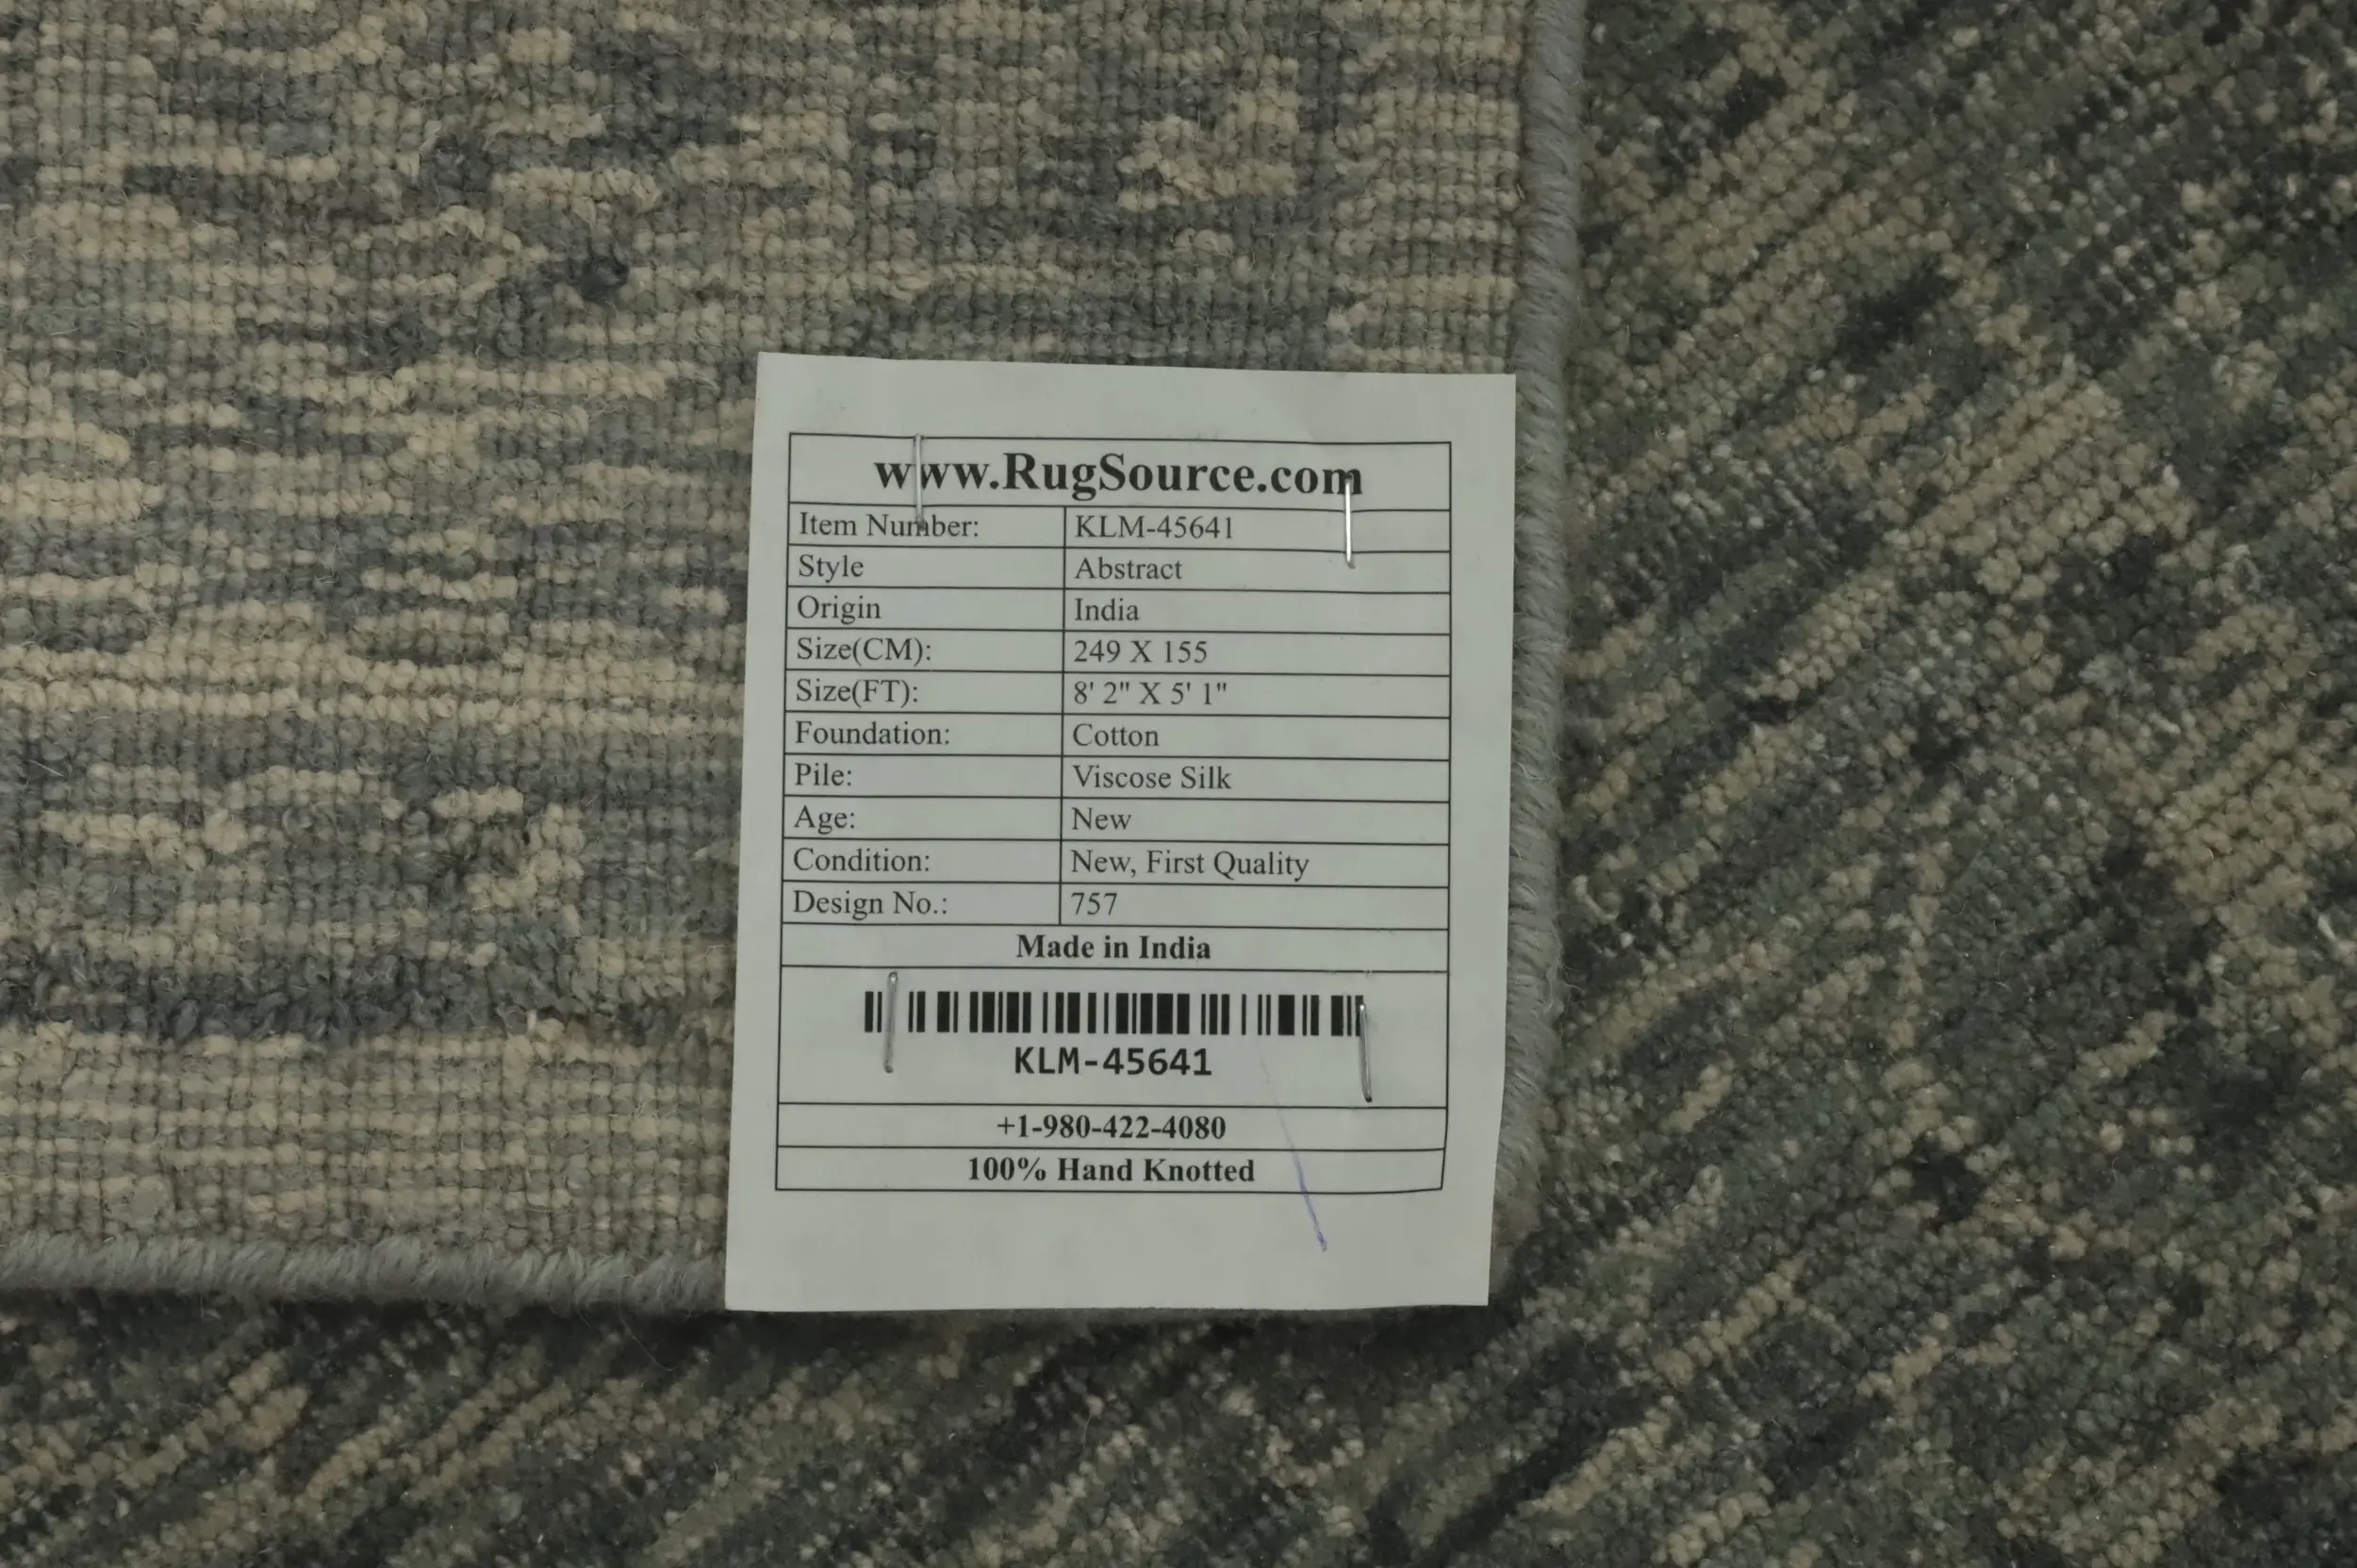 www.RugSource.com
Item Number: KLM-45641
Style Abstract
Origin India
Size(CM): 249 X 155
Size(FT): 8' 2" X 5' 1"
Foundation: Cotton
Pile: Viscose Silk
Age: New
Condition: New, First Quality
Design No.: 757
Made in India
KLM-45641
+1-980-422-4080
100% Hand Knotted